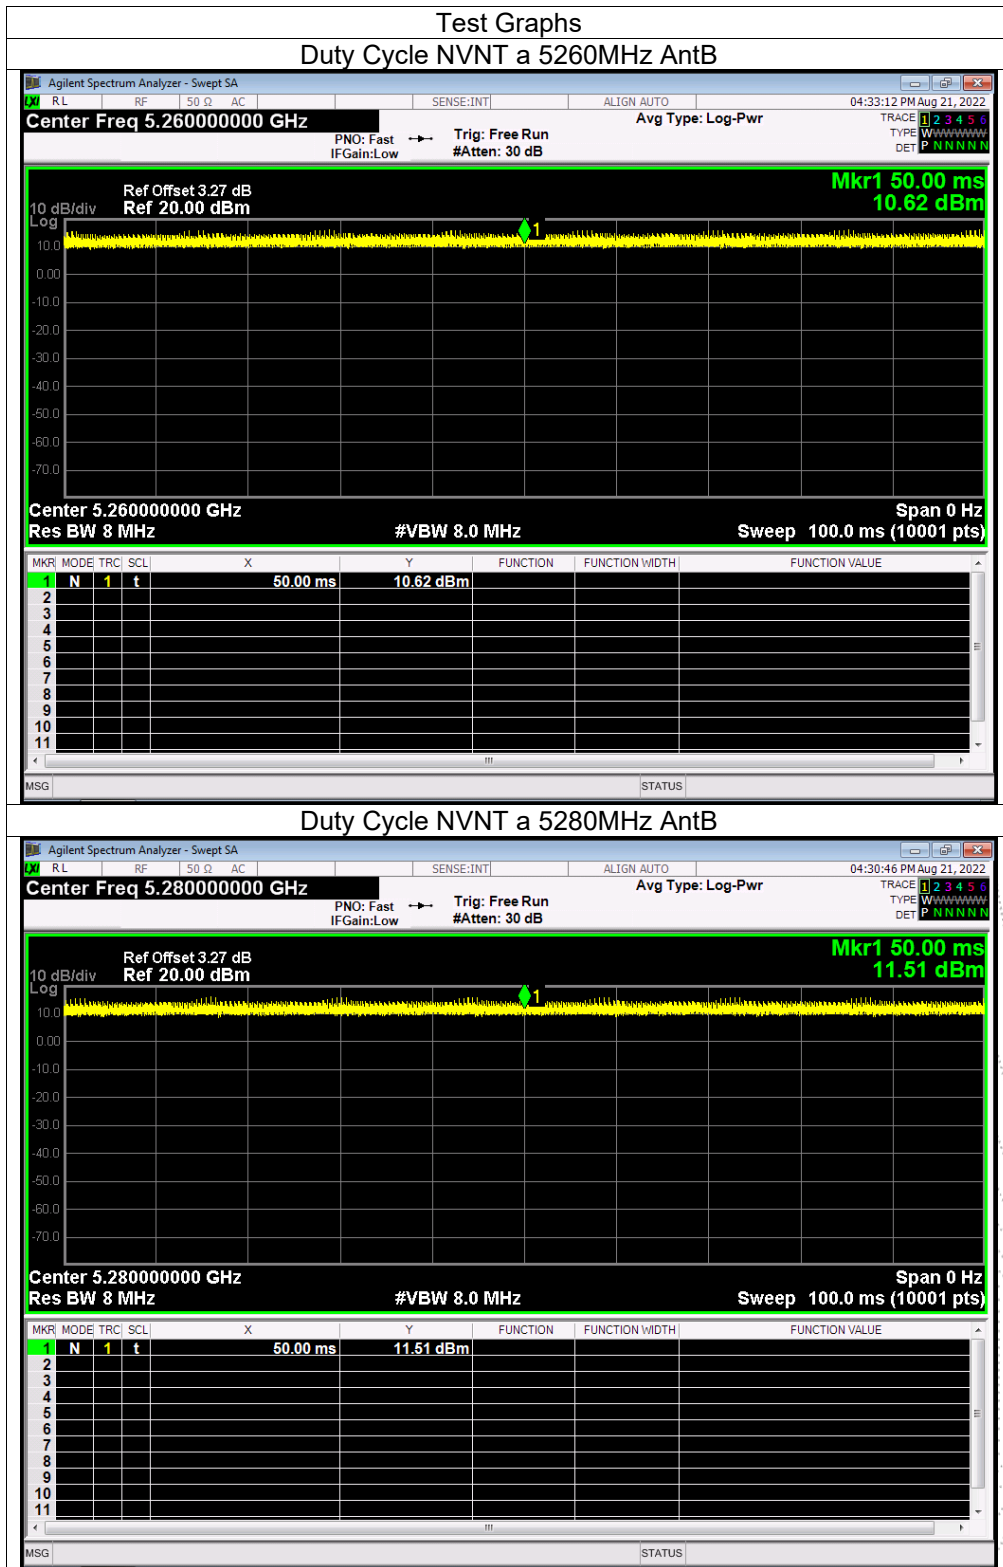 Test Graphs
Duty Cycle NVNT a 5260MHz AntB
Agilent Spectrum Analyzer - Swept SA
LXI RL RF 50 Ω AC SENSE:INT ALIGN AUTO 04:33:12 PM Aug 21, 2022
Center Freq 5.260000000 GHz Avg Type: Log-Pwr TRACE 1 2 3 4 5 6
PNO: Fast Trig: Free Run TYPE WWWWWW
IFGain:Low #Atten: 30 dB DET P N N N N N
Mkr1 50.00 ms
Ref Offset 3.27 dB
10 dB/div Ref 20.00 dBm 10.62 dBm
Log
1
10.0
0.00
-10.0
-20.0
-30.0
-40.0
-50.0
-60.0
-70.0
Center 5.260000000 GHz Span 0 Hz
Res BW 8 MHz #VBW 8.0 MHz Sweep 100.0 ms (10001 pts)
MKR MODE TRC SCL X Y FUNCTION FUNCTION WIDTH FUNCTION VALUE
1 N 1 t 50.00 ms 10.62 dBm
2
3
4
5
6
7
8
9
10
11
MSG STATUS
Duty Cycle NVNT a 5280MHz AntB
Agilent Spectrum Analyzer - Swept SA
LXI RL RF 50 Ω AC SENSE:INT ALIGN AUTO 04:30:46 PM Aug 21, 2022
Center Freq 5.280000000 GHz Avg Type: Log-Pwr TRACE 1 2 3 4 5 6
PNO: Fast Trig: Free Run TYPE WWWWWW
IFGain:Low #Atten: 30 dB DET P N N N N N
Mkr1 50.00 ms
Ref Offset 3.27 dB
10 dB/div Ref 20.00 dBm 11.51 dBm
Log
1
10.0
0.00
-10.0
-20.0
-30.0
-40.0
-50.0
-60.0
-70.0
Center 5.280000000 GHz Span 0 Hz
Res BW 8 MHz #VBW 8.0 MHz Sweep 100.0 ms (10001 pts)
MKR MODE TRC SCL X Y FUNCTION FUNCTION WIDTH FUNCTION VALUE
1 N 1 t 50.00 ms 11.51 dBm
2
3
4
5
6
7
8
9
10
11
MSG STATUS